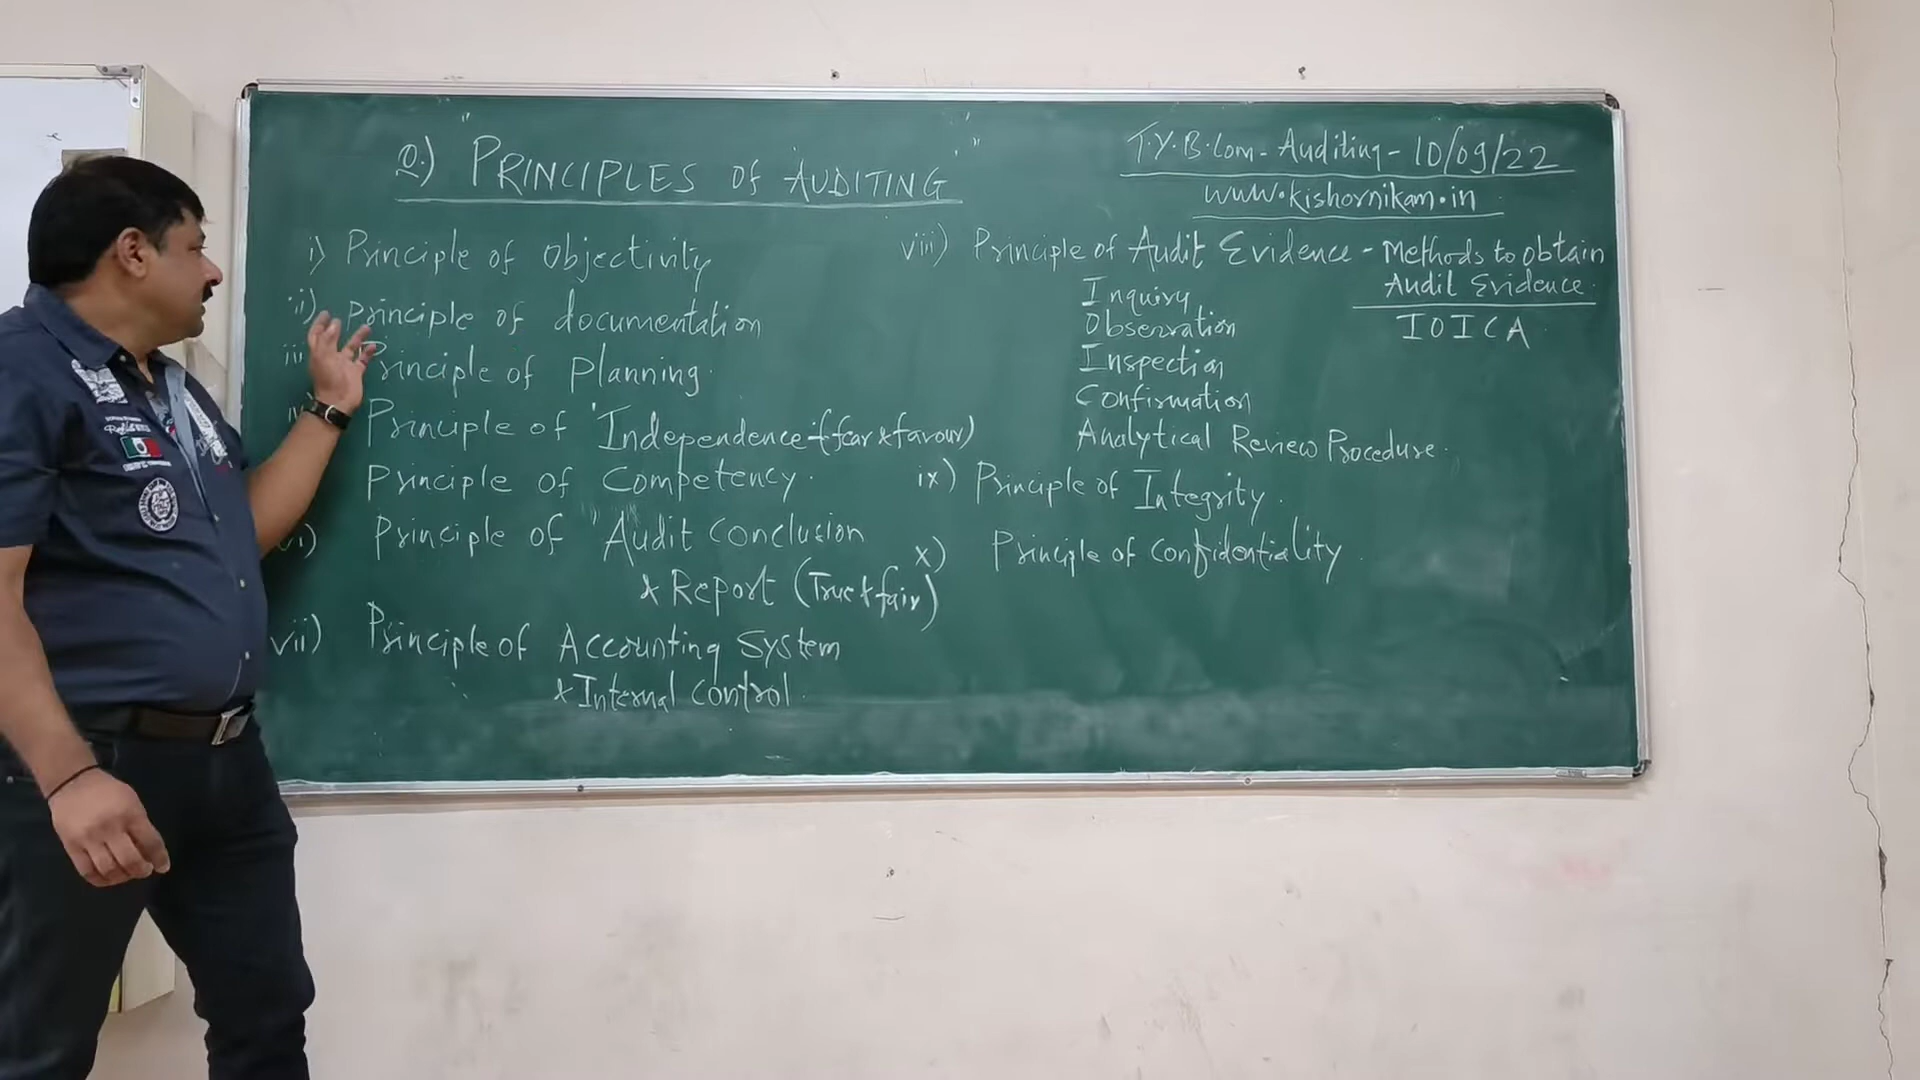 Q.) "PRINCIPLES OF AUDITING"
i) Principle of Objectivity
ii) Principle of documentation
iii Principle of Planning.
Principle of Independence - (fear & favour)
Principle of Competency.
vi) Principle of Audit Conclusion
& Report (True & fair)
vii) Principle of Accounting System
& Internal control.
T.Y.B.Com - Auditing - 10/09/22
www.kishornikam.in
viii) Principle of Audit Evidence - Methods to obtain
Audit Evidence.
IOICA
Inquiry
Observation
Inspection
Confirmation
Analytical Review Procedure.
ix) Principle of Integrity.
x) Principle of Confidentiality.